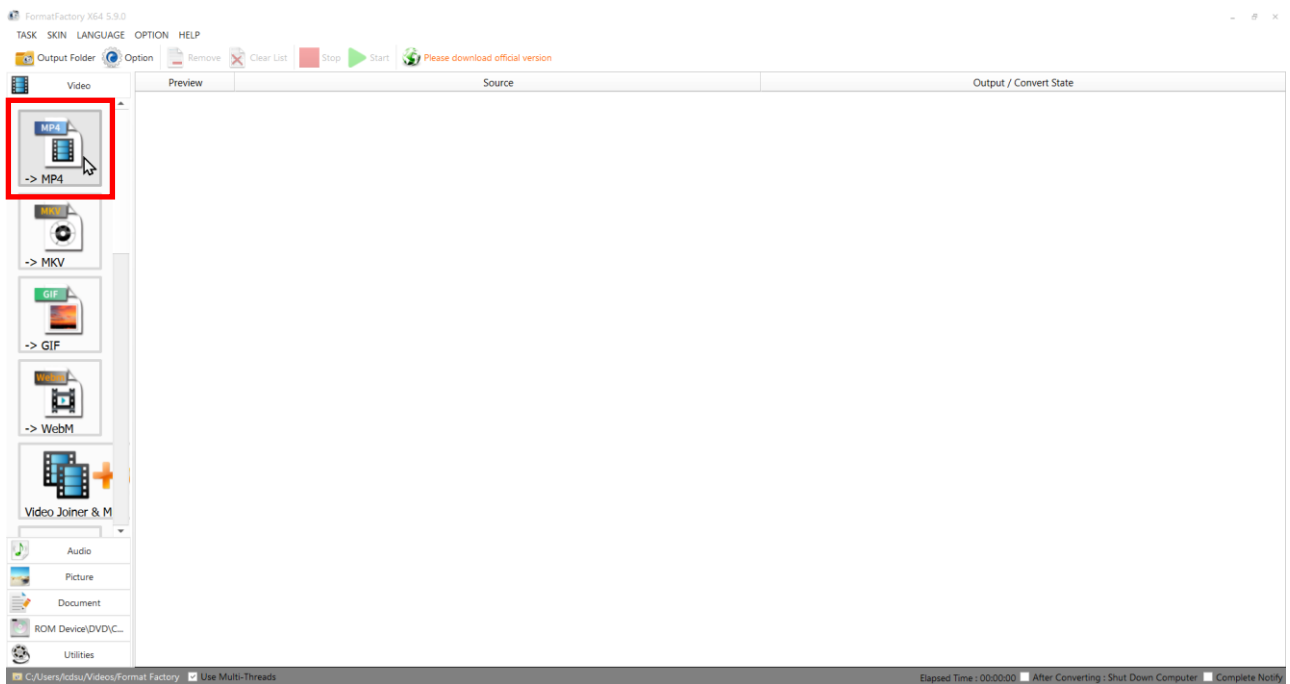 FormatFactory X64 5.9.0
TASK SKIN LANGUAGE OPTION HELP
Output Folder Option Remove Clear List Stop Start Please download official version
Video Preview Source Output / Convert State
MP4
-> MP4
MKV
-> MKV
GIF
-> GIF
WebM
-> WebM
Video Joiner & M
Audio
Picture
Document
ROM Device\DVD\C...
Utilities
C:/Users/lcdsu/Videos/Format Factory Use Multi-Threads Elapsed Time : 00:00:00 After Converting : Shut Down Computer Complete Notify